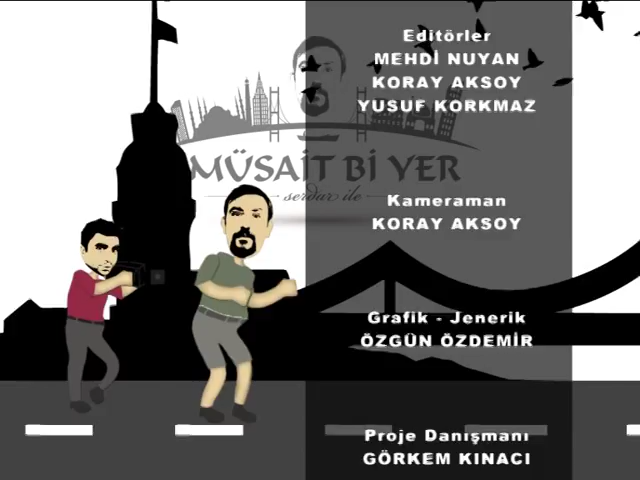 Editörler
MEHDİ NUYAN
KORAY AKSOY
YUSUF KORKMAZ
MÜSAİT Bİ YER
serdar ile
Kameraman
KORAY AKSOY
Grafik - Jenerik
ÖZGÜN ÖZDEMİR
Proje Danışmanı
GÖRKEM KINACI